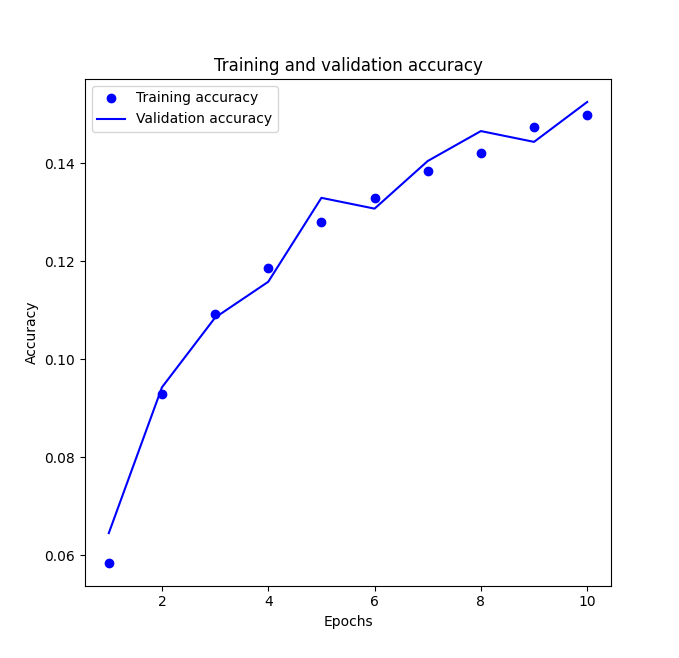 Training and validation accuracy
Training accuracy
Validation accuracy
0.14
0.12
0.10
0.08
0.06
Accuracy
2 4 6 8 10
Epochs